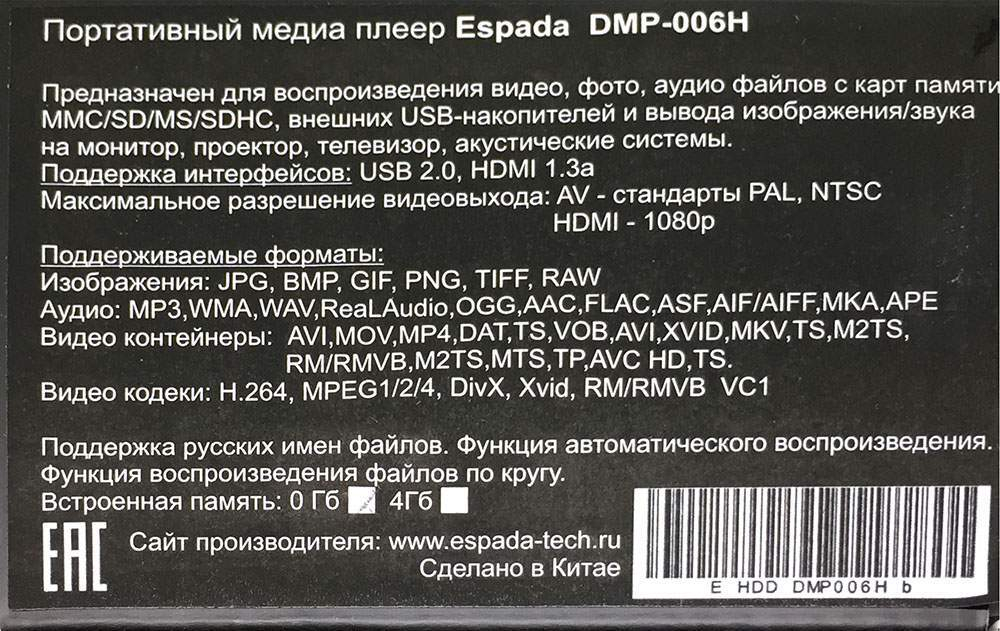 Портативный медиа плеер Espada DMP-006H
Предназначен для воспроизведения видео, фото, аудио файлов с карт памяти
MMC/SD/MS/SDHC, внешних USB-накопителей и вывода изображения/звука
на монитор, проектор, телевизор, акустические системы.
Поддержка интерфейсов: USB 2.0, HDMI 1.3a
Максимальное разрешение видеовыхода: AV - стандарты PAL, NTSC
HDMI - 1080p
Поддерживаемые форматы:
Изображения: JPG, BMP, GIF, PNG, TIFF, RAW
Аудио: MP3,WMA,WAV,ReaLAudio,OGG,AAC,FLAC,ASF,AIF/AIFF,MKA,APE
Видео контейнеры: AVI,MOV,MP4,DAT,TS,VOB,AVI,XVID,MKV,TS,M2TS,
RM/RMVB,M2TS,MTS,TP,AVC HD,TS.
Видео кодеки: H.264, MPEG1/2/4, DivX, Xvid, RM/RMVB VC1
Поддержка русских имен файлов. Функция автоматического воспроизведения.
Функция воспроизведения файлов по кругу.
Встроенная память: 0 Гб 4Гб
EAC Сайт производителя: www.espada-tech.ru
Сделано в Китае
E HDD DMP006H b